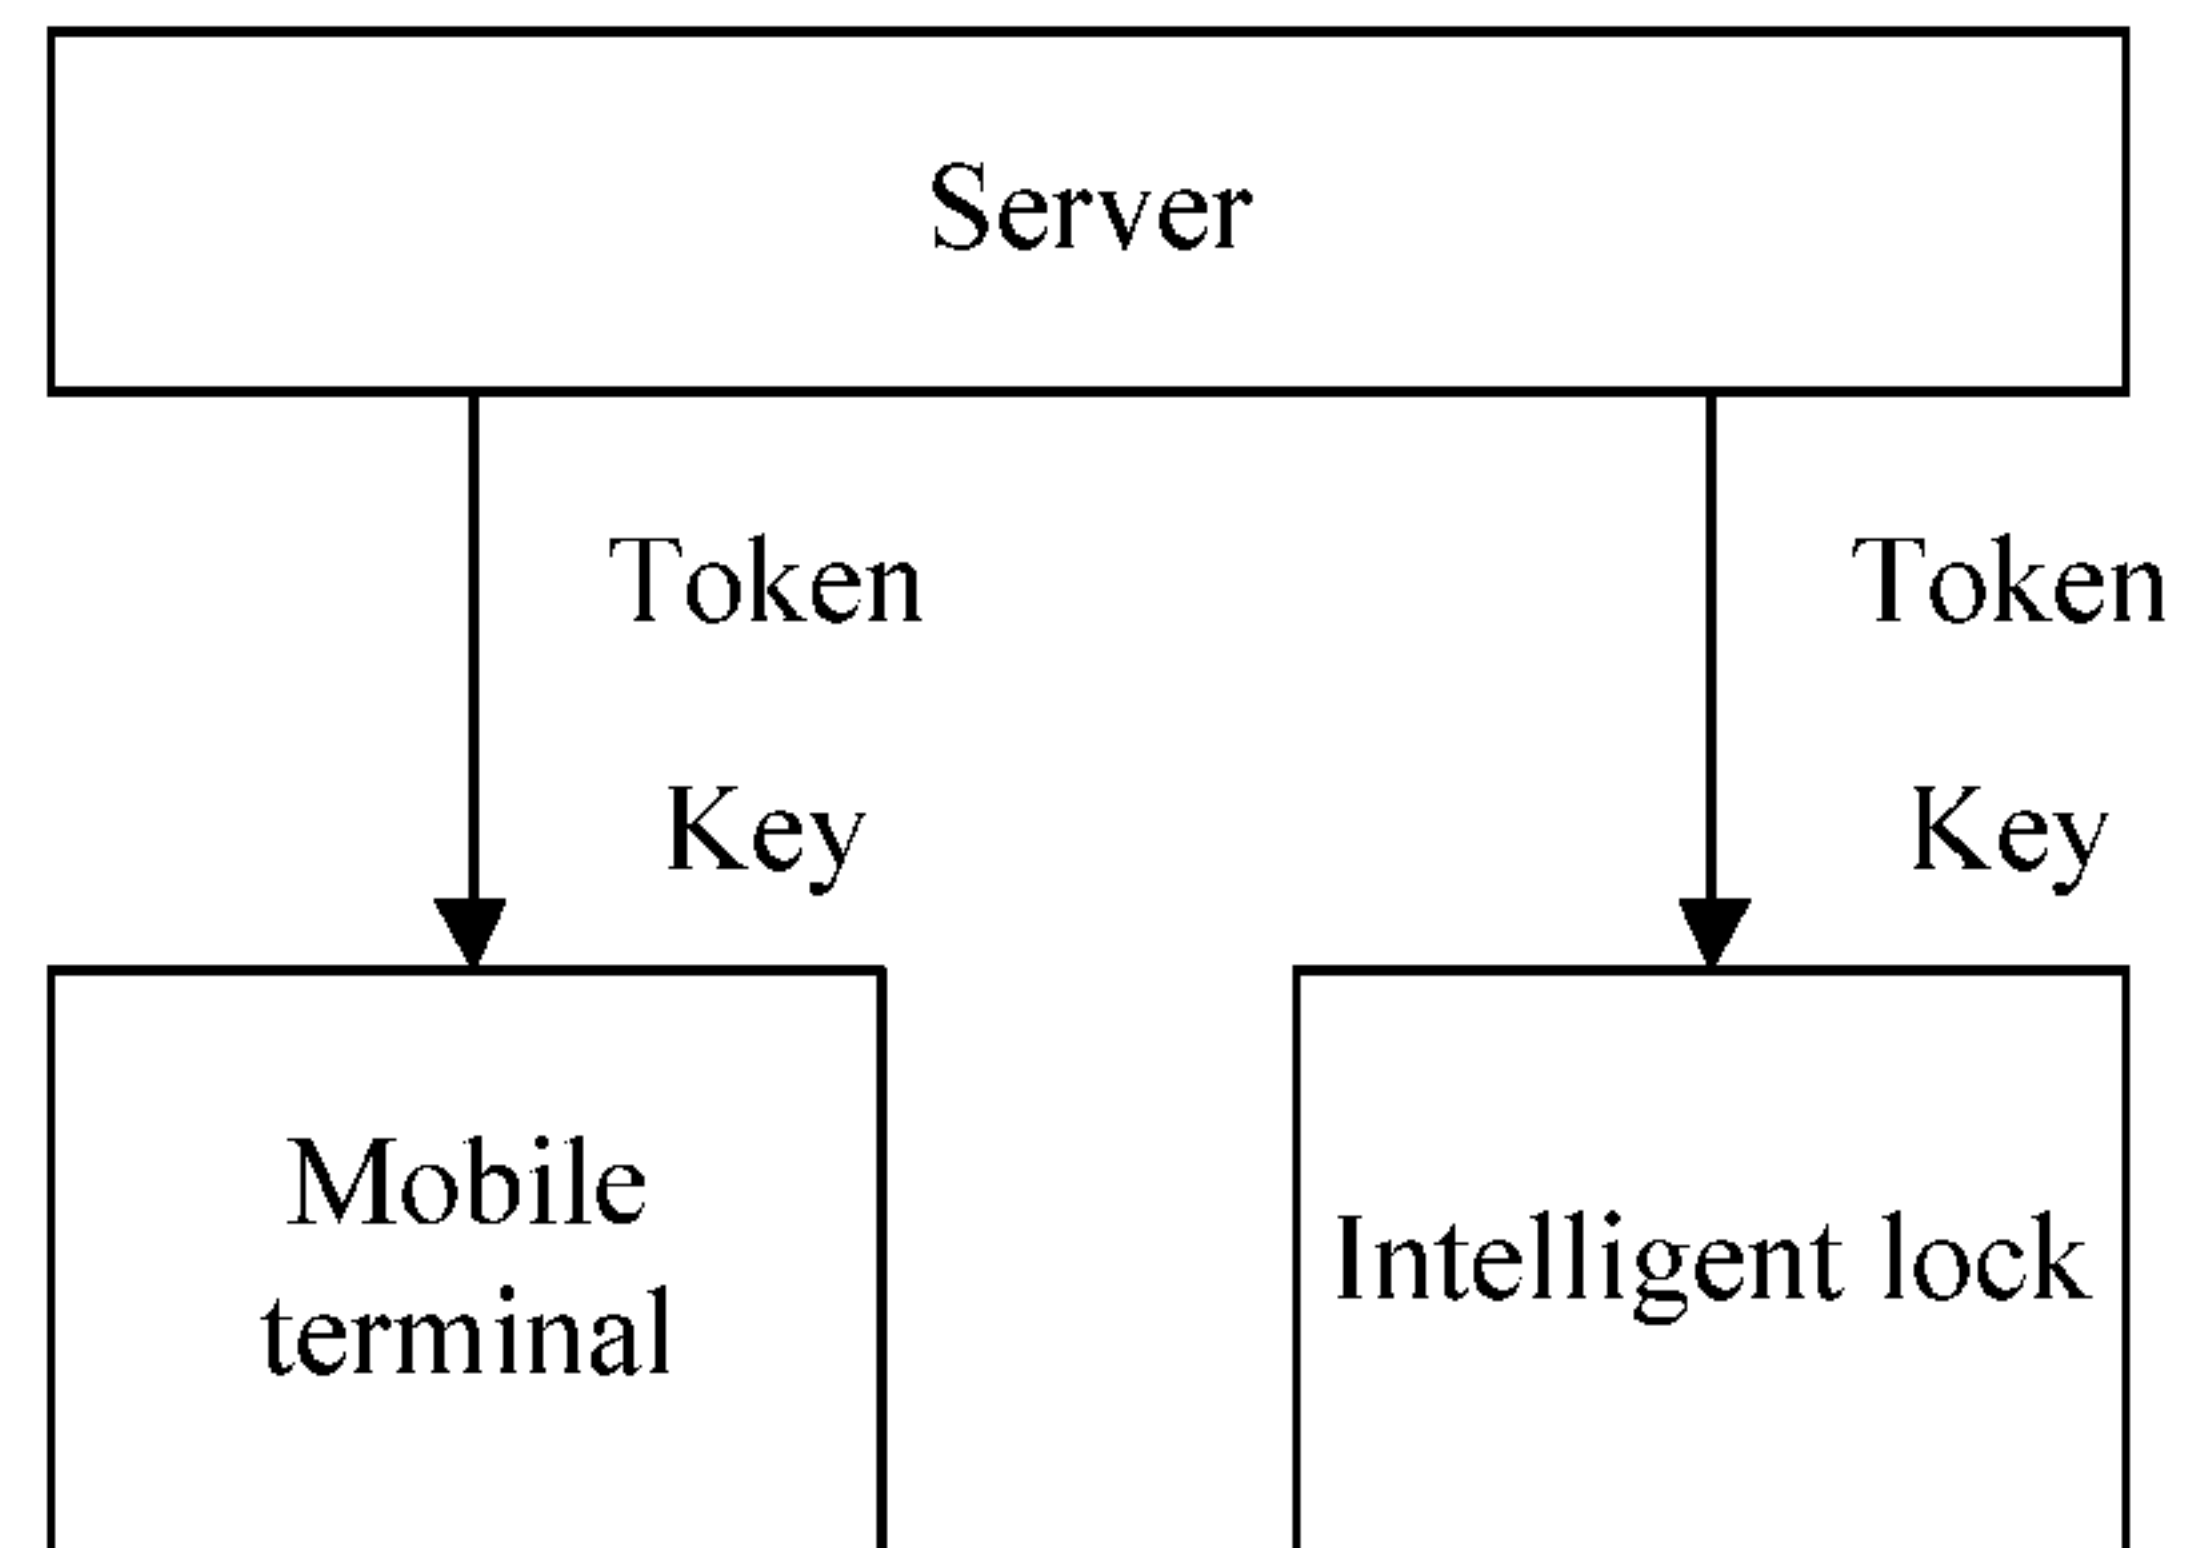 Server
Token
Key
Token
Key
Mobile
terminal
Intelligent lock